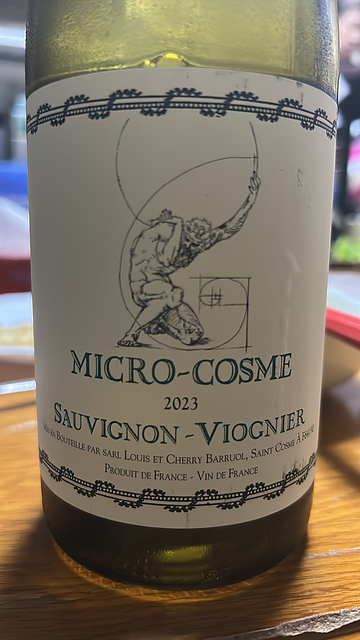 MICRO-COSME
2023
SAUVIGNON - VIOGNIER
MIS EN BOUTEILLE PAR SARL LOUIS ET CHERRY BARRUOL, SAINT COSME À
PRODUIT DE FRANCE - VIN DE FRANCE